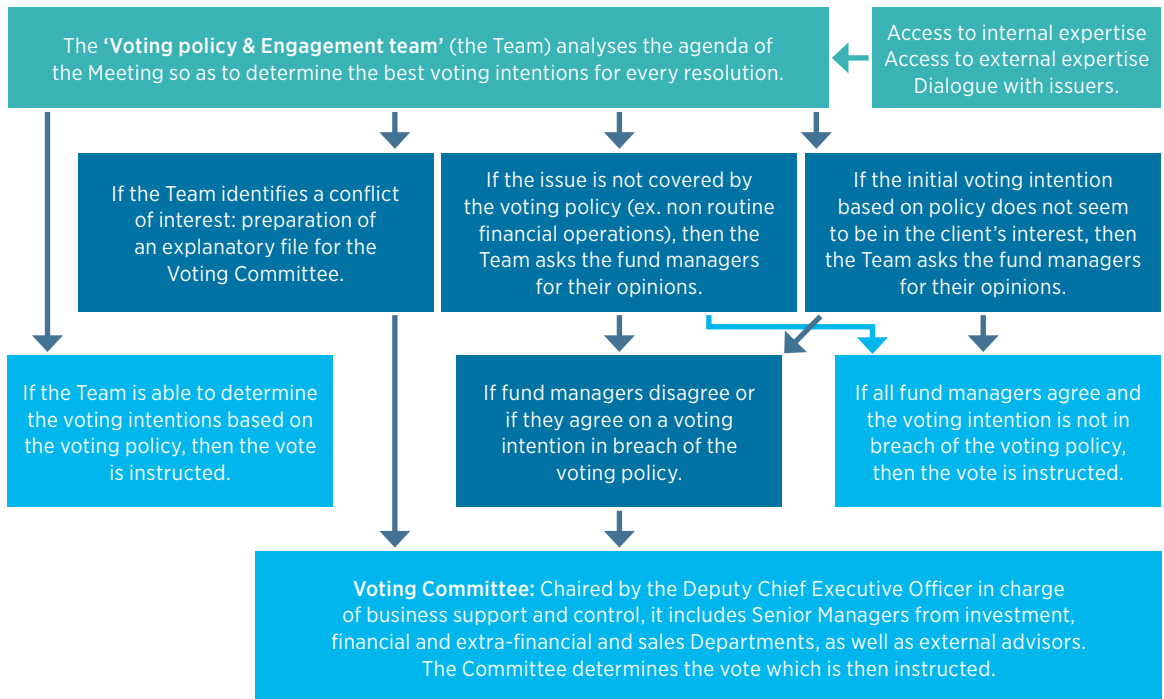 The ‘Voting policy & Engagement team’ (the Team) analyses the agenda of
the Meeting so as to determine the best voting intentions for every resolution.
Access to internal expertise
Access to external expertise
Dialogue with issuers.
If the Team identifies a conflict
of interest: preparation of
an explanatory file for the
Voting Committee.
If the issue is not covered by
the voting policy (ex. non routine
financial operations), then the
Team asks the fund managers
for their opinions.
If the initial voting intention
based on policy does not seem
to be in the client’s interest, then
the Team asks the fund managers
for their opinions.
If the Team is able to determine
the voting intentions based on
the voting policy, then the vote
is instructed.
If fund managers disagree or
if they agree on a voting
intention in breach of the
voting policy.
If all fund managers agree and
the voting intention is not in
breach of the voting policy,
then the vote is instructed.
Voting Committee: Chaired by the Deputy Chief Executive Officer in charge
of business support and control, it includes Senior Managers from investment,
financial and extra-financial and sales Departments, as well as external advisors.
The Committee determines the vote which is then instructed.